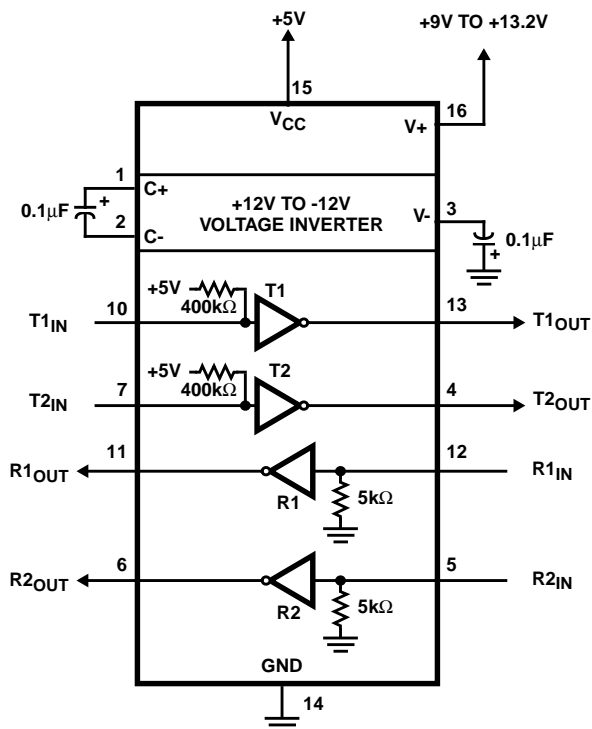 +5V
+9V TO +13.2V
15
16
VCC
V+
1
C+
+12V TO -12V
VOLTAGE INVERTER
0.1µF
+
2
C-
V-
3
0.1µF
+
+5V
T1
400kΩ
T1IN
10
13
T1OUT
+5V
T2
400kΩ
T2IN
7
4
T2OUT
R1OUT
11
12
R1IN
R1
5kΩ
R2OUT
6
5
R2IN
R2
5kΩ
GND
14